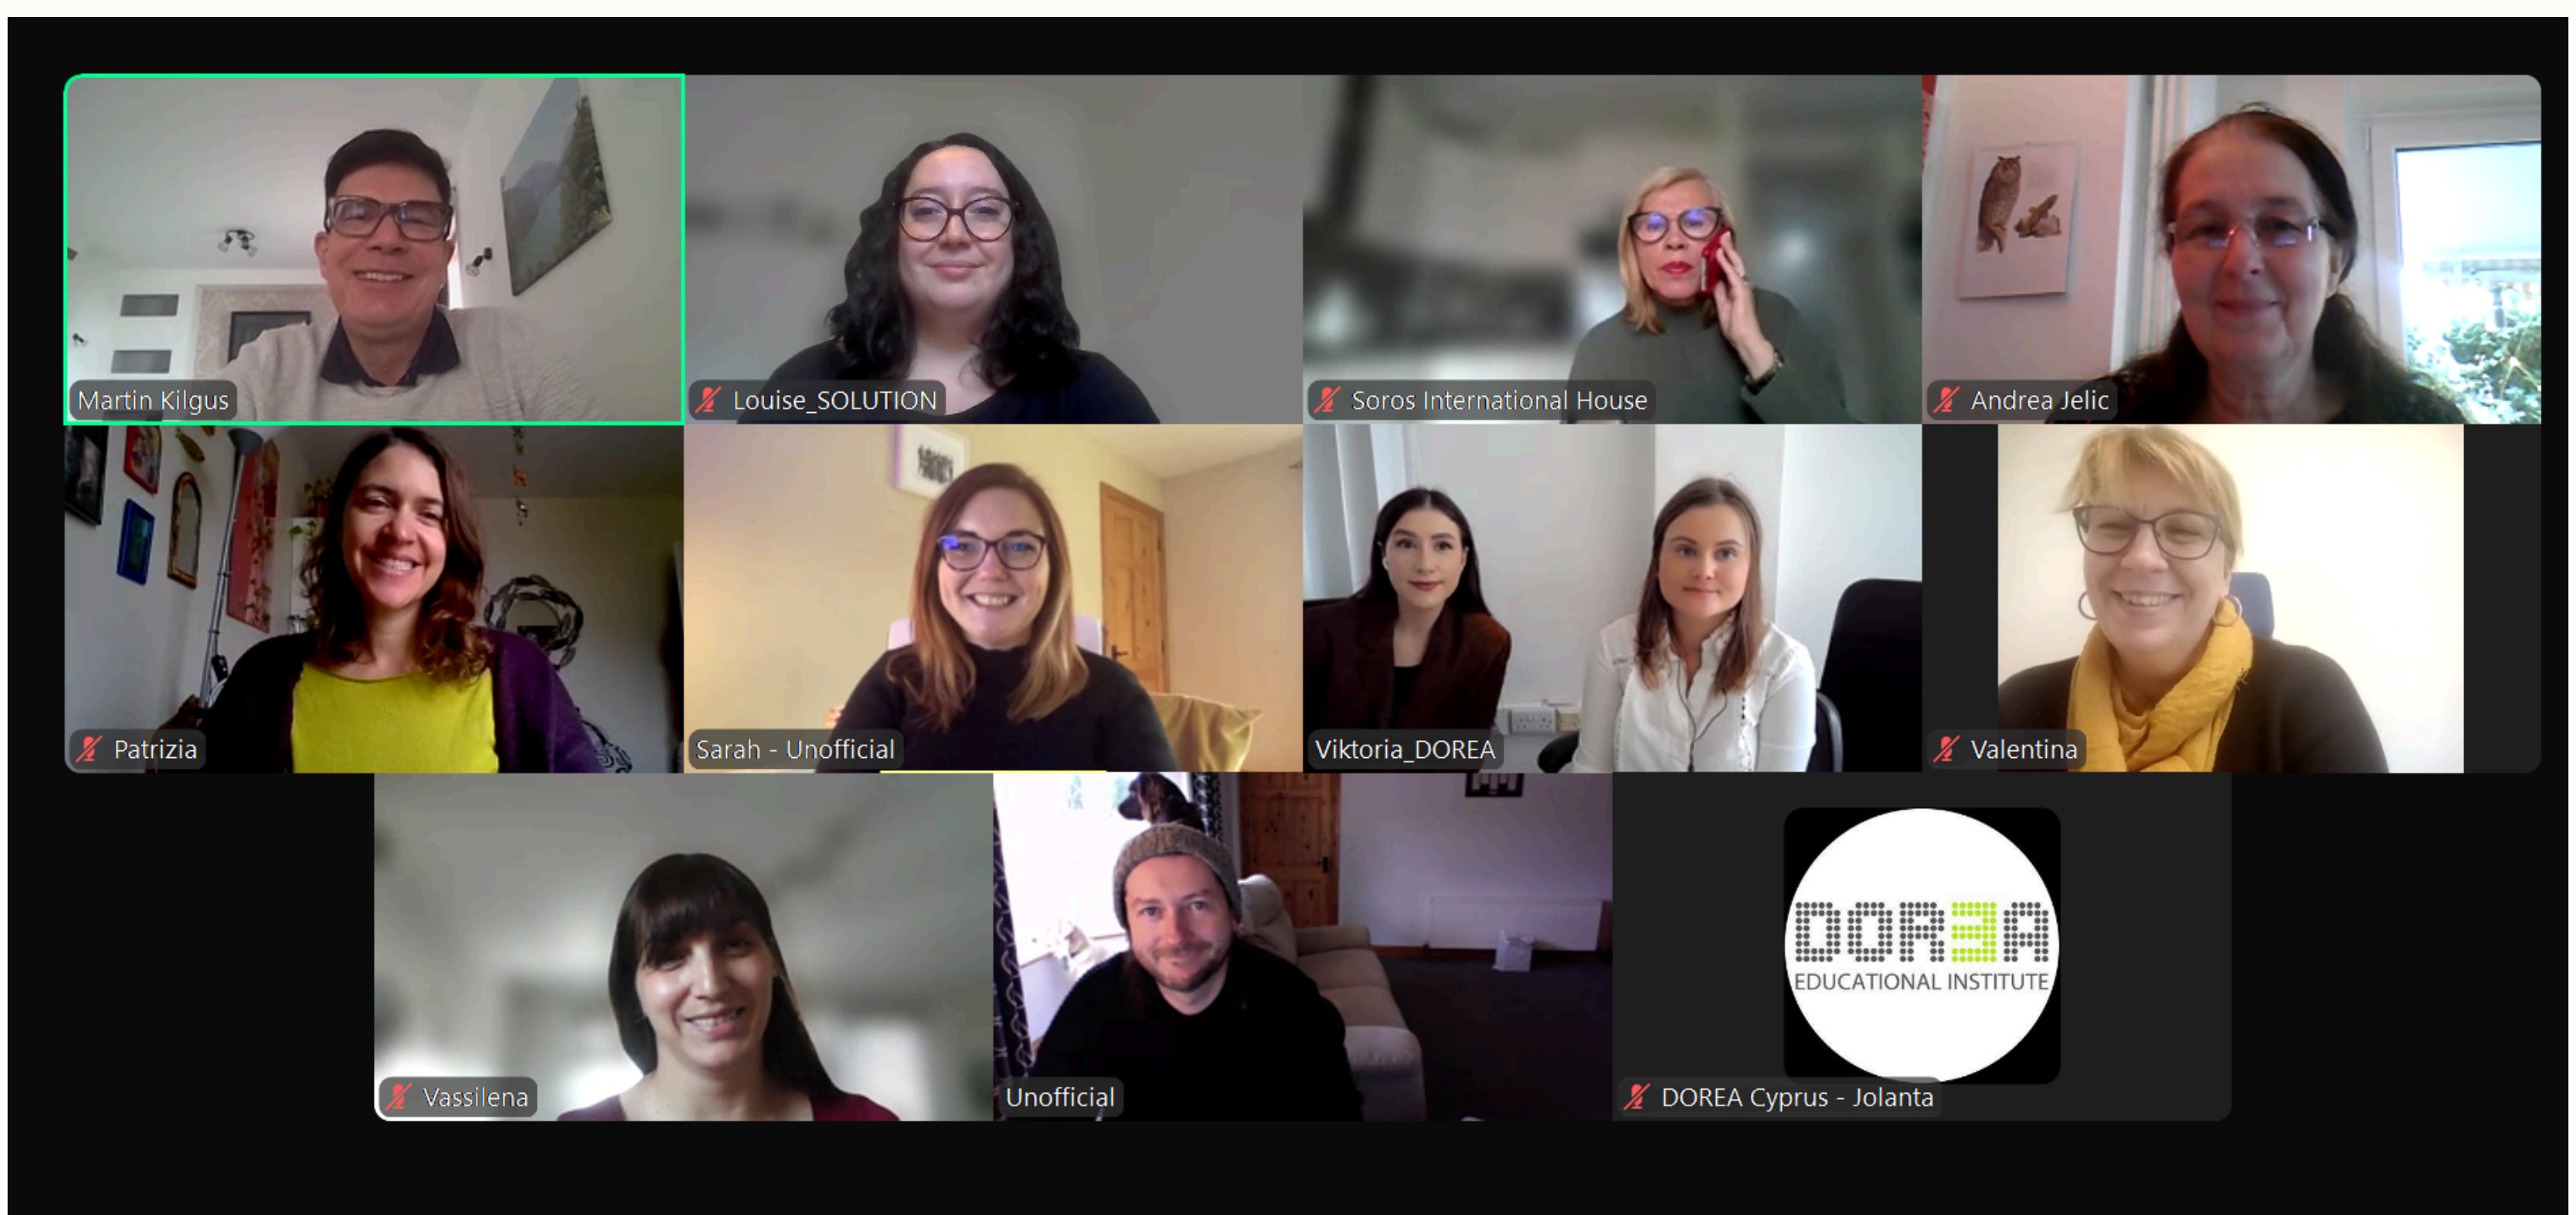 Martin Kilgus
Louise_SOLUTION
Soros International House
Andrea Jelic
Patrizia
Sarah - Unofficial
Viktoria_DOREA
Valentina
Vassilena
Unofficial
DOREA
EDUCATIONAL INSTITUTE
DOREA Cyprus - Jolanta